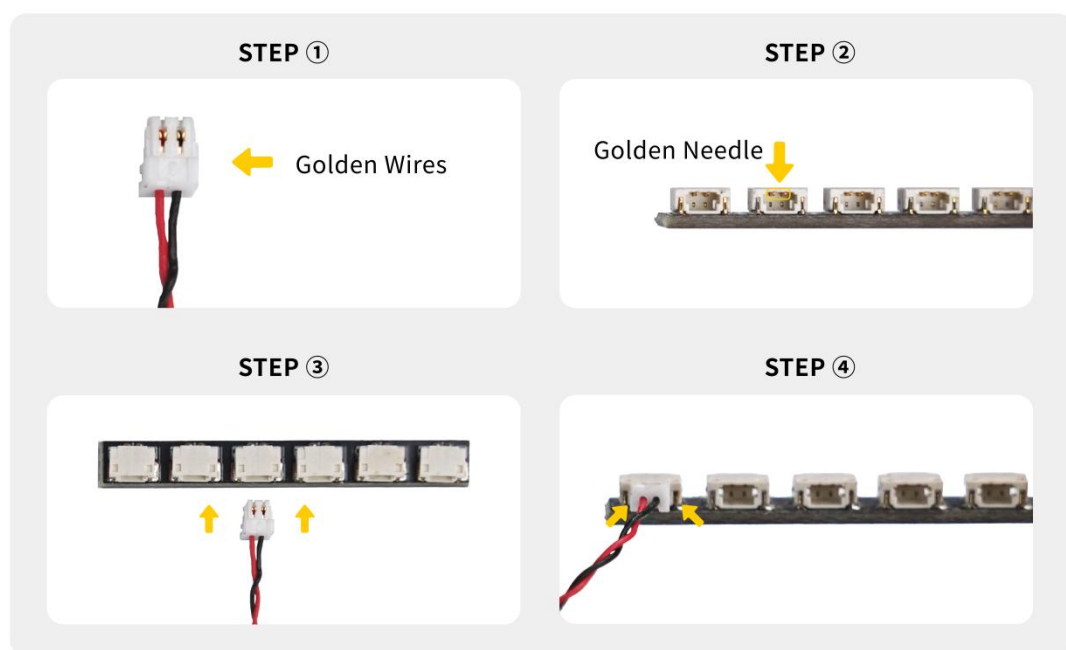 STEP ①
STEP ②
Golden Wires
Golden Needle
STEP ③
STEP ④